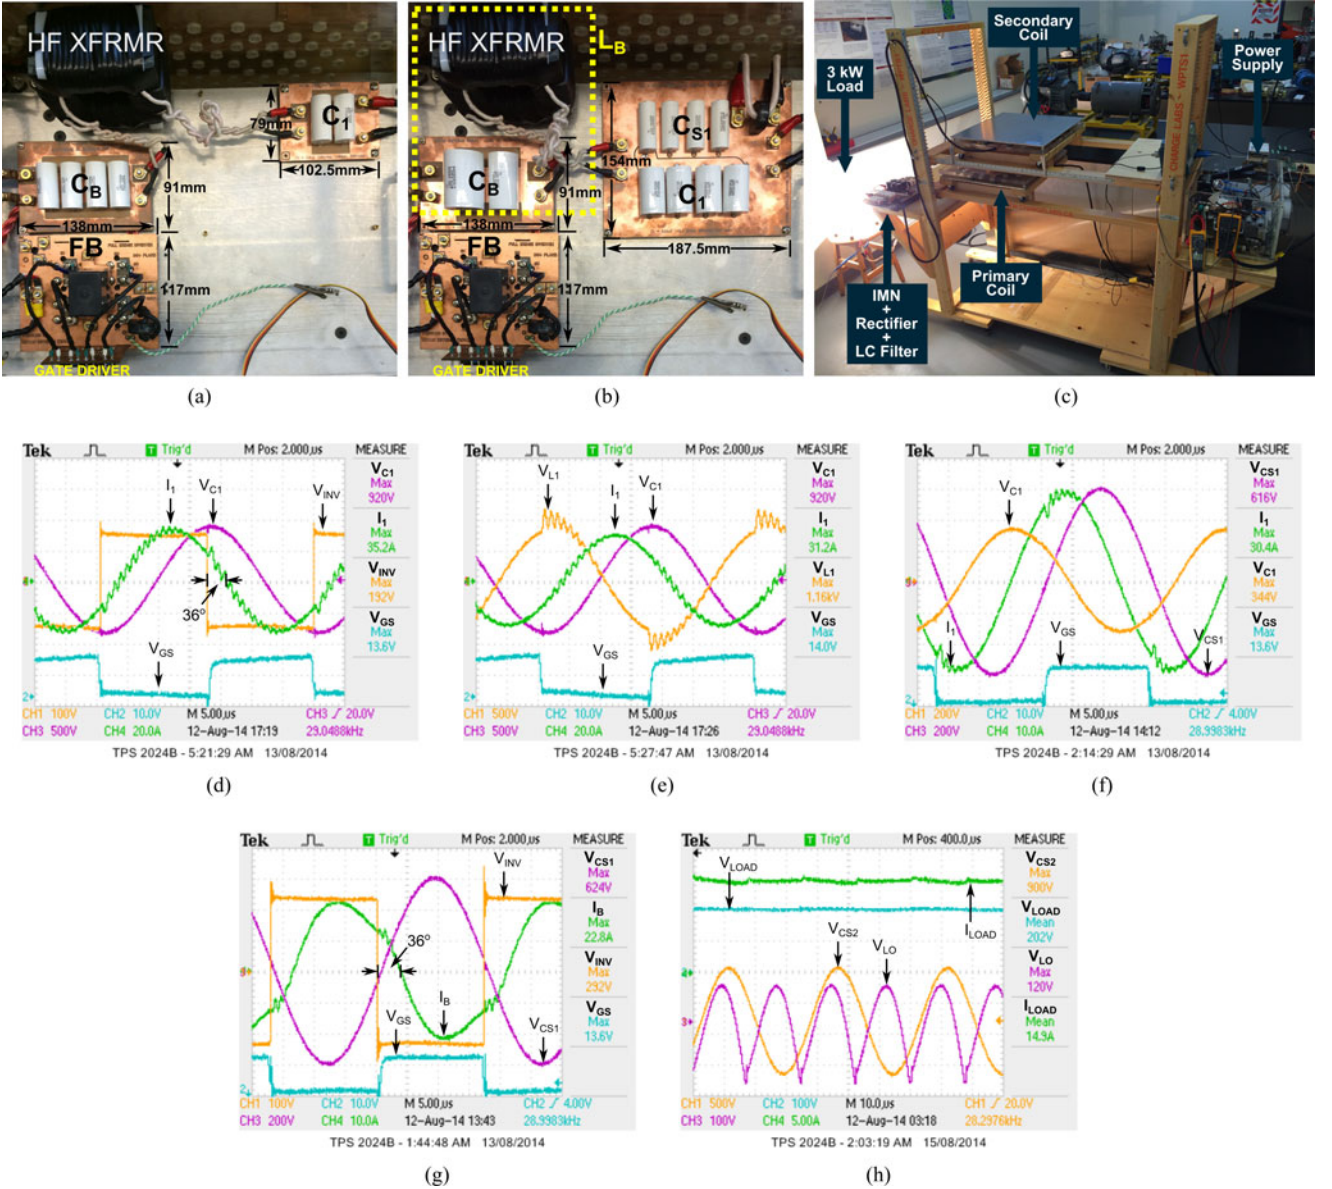 HF XFRMR
79mm
C1
102.5mm
CB
91mm
138mm
FB
117mm
GATE DRIVER
(a)
HF XFRMR
LB
CS1
154mm
C1
CB
91mm
138mm
187.5mm
FB
117mm
GATE DRIVER
(b)
Secondary
Coil
Power
Supply
3 kW
Load
CHARGE LABS - WPTS1
Primary
Coil
IMN
+
Rectifier
+
LC Filter
(c)
Tek Trig'd M Pos: 2.000µs MEASURE
I1 VC1 VINV
VC1
Max
920V
I1
Max
35.2A
36°
VINV
Max
192V
VGS
VGS
Max
13.6V
CH1 100V CH2 10.0V M 5.00µs CH3 20.0V
CH3 500V CH4 20.0A 12-Aug-14 17:19 29.0488kHz
TPS 2024B - 5:21:29 AM 13/08/2014
(d)
Tek Trig'd M Pos: 2.000µs MEASURE
VL1 I1 VC1
VC1
Max
920V
I1
Max
31.2A
VL1
Max
1.16kV
VGS
VGS
Max
14.0V
CH1 500V CH2 10.0V M 5.00µs CH3 20.0V
CH3 500V CH4 20.0A 12-Aug-14 17:26 29.0488kHz
TPS 2024B - 5:27:47 AM 13/08/2014
(e)
Tek Trig'd M Pos: 2.000µs MEASURE
VC1
VCS1
Max
616V
I1
Max
30.4A
VC1
Max
344V
I1 VGS VCS1
VGS
Max
13.6V
CH1 200V CH2 10.0V M 5.00µs CH2 4.00V
CH3 200V CH4 10.0A 12-Aug-14 14:12 28.9983kHz
TPS 2024B - 2:14:29 AM 13/08/2014
(f)
Tek Trig'd M Pos: 2.000µs MEASURE
VINV
VCS1
Max
624V
IB
Max
22.8A
36°
VINV
Max
292V
IB
VGS VCS1
VGS
Max
13.6V
CH1 100V CH2 10.0V M 5.00µs CH2 4.00V
CH3 200V CH4 10.0A 12-Aug-14 13:43 28.9983kHz
TPS 2024B - 1:44:48 AM 13/08/2014
(g)
Tek Trig'd M Pos: 400.0µs MEASURE
VLOAD
VCS2
Max
900V
ILOAD
VLOAD
Mean
202V
VCS2 VLO
VLO
Max
120V
ILOAD
Mean
14.9A
CH1 500V CH2 100V M 10.0µs CH1 20.0V
CH3 100V CH4 5.00A 12-Aug-14 03:18 28.2976kHz
TPS 2024B - 2:03:19 AM 15/08/2014
(h)